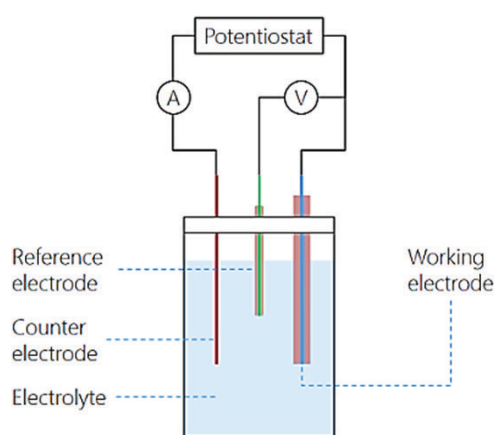 Potentiostat
A
V
Reference
electrode
Working
electrode
Counter
electrode
Electrolyte